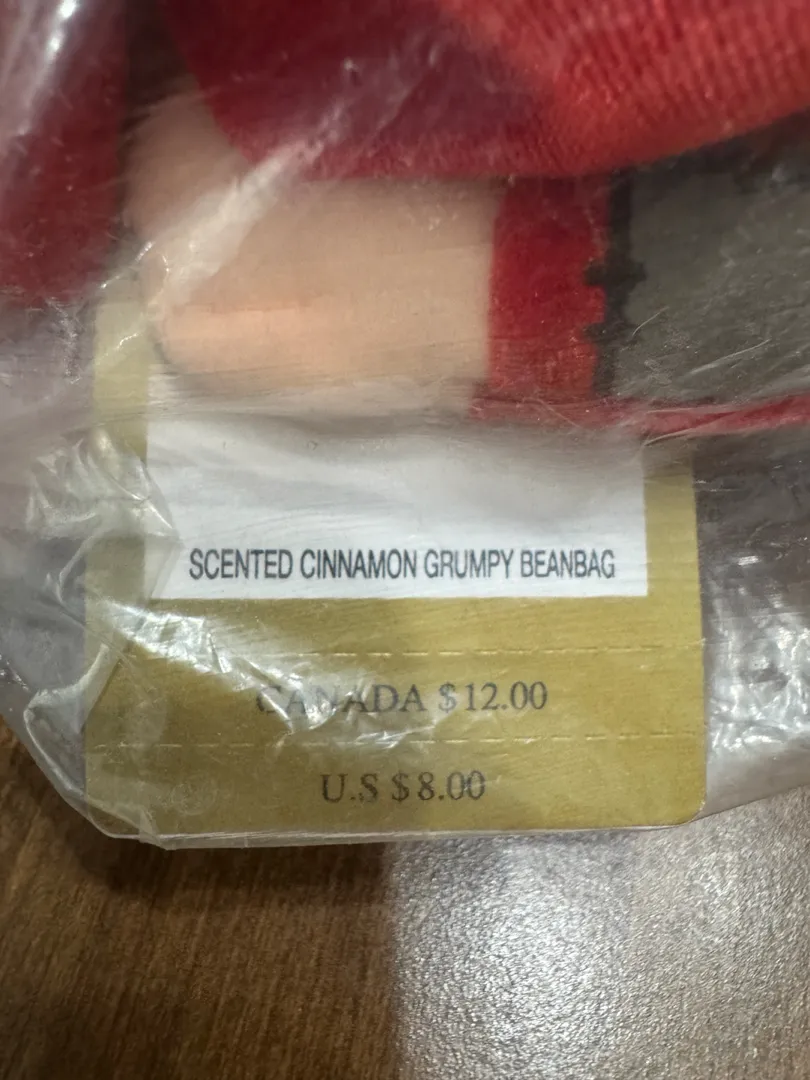 SCENTED CINNAMON GRUMPY BEANBAG
CANADA $12.00
U.S $8.00